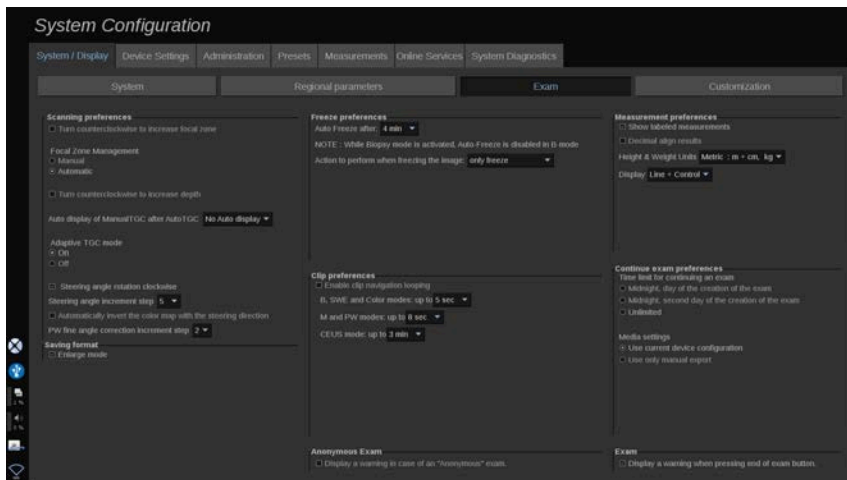 System Configuration
System / Display
Device Settings
Administration
Presets
Measurements
Online Services
System Diagnostics
System
Regional parameters
Exam
Customization
Scanning preferences
Turn counterclockwise to increase focal zone
Focal Zone Management
Manual
Automatic
Turn counterclockwise to increase depth
Auto display of ManualTGC after AutoTGC No Auto display
Adaptive TGC mode
On
Off
Steering angle rotation clockwise
Steering angle increment step 5
Automatically invert the color map with the steering direction
PW fine angle correction increment step 2
Saving format
Enlarge mode
Freeze preferences
Auto Freeze after: 4 min
NOTE : While Biopsy mode is activated, Auto Freeze is disabled in B mode
Action to perform when freezing the image: only freeze
Clip preferences
Enable clip navigation looping
B, SWE and Color modes: up to 5 sec
M and PW modes: up to 8 sec
CEUS mode: up to 3 min
Anonymous Exam
Display a warning in case of an "Anonymous" exam.
Measurement preferences
Show labeled measurements
Decimal align results
Height & Weight Units Metric : m + cm, kg
Display Line + Control
Continue exam preferences
Time limit for continuing an exam
Midnight, day of the creation of the exam
Midnight, second day of the creation of the exam
Unlimited
Media settings
Use current device configuration
Use only manual export
Exam
Display a warning when pressing end of exam button.